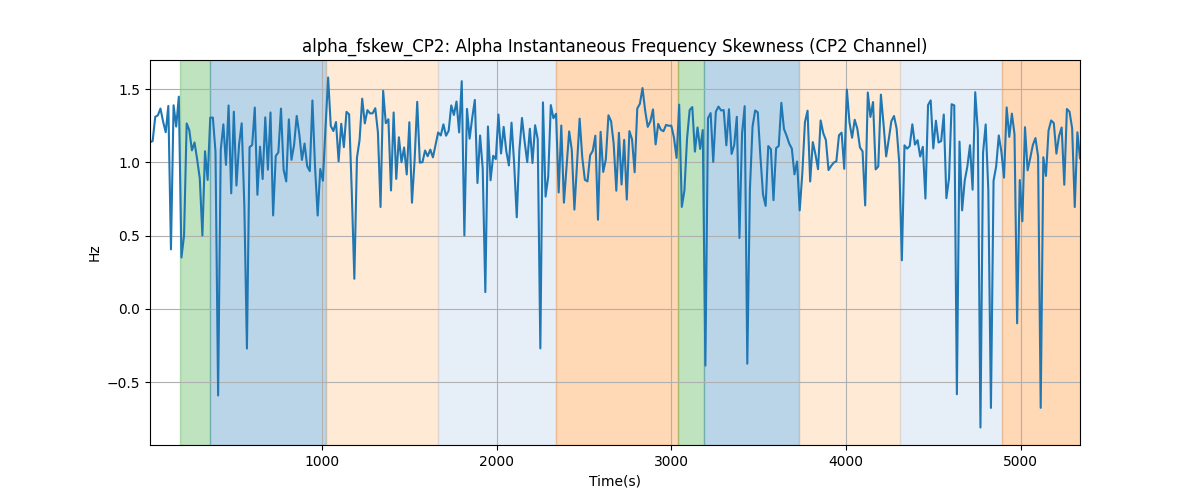 alpha_fskew_CP2: Alpha Instantaneous Frequency Skewness (CP2 Channel)
1.5
1.0
0.5
0.0
−0.5
Hz
1000 2000 3000 4000 5000
Time(s)